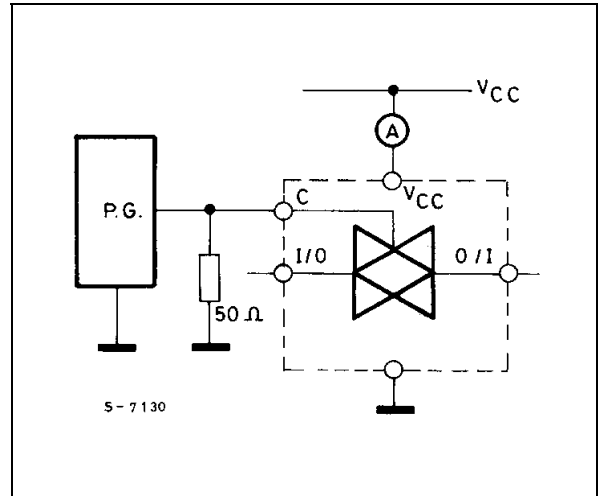 VCC
A
P.G.
C
VCC
I/O
O/I
50 Ω
S-7130